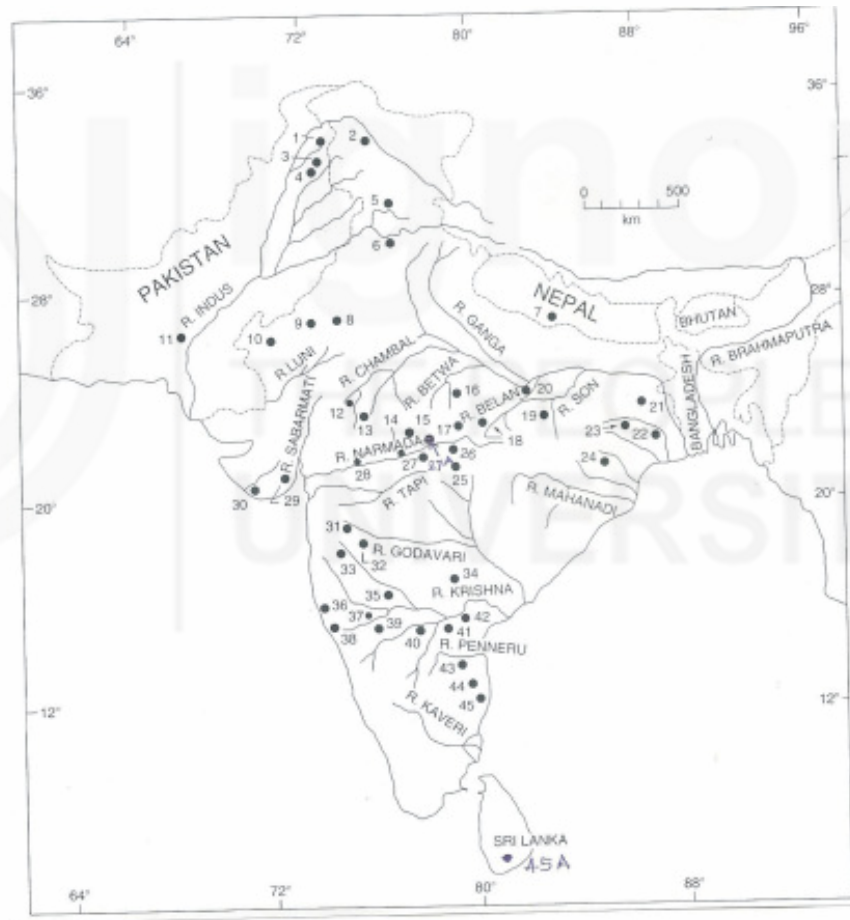 64° 72° 80° 88° 96°
36° 36°
ignou
THE PEOPLE'S
UNIVERSITY
1 2
3
4
5
0 500
km
6
PAKISTAN
R. INDUS
NEPAL
7
28° 28°
BHUTAN
R. BRAHMAPUTRA
BANGLADESH
R. GANGA
11 10 9 8
R. LUNI
R. CHAMBAL
R. BETWA
R. SABARMATI
16 20
R. BELAN
R. SON
12 13 14 15 17 18 19 21
23 22
R. NARMADA
28 27 27A 26
25
24
30 29
R. TAPI
R. MAHANADI
20° 20°
31
R. GODAVARI
33 32
34
R. KRISHNA
35
36 37
42
38 39 40 41
R. PENNERU
43
44
45
R. KAVERI
12° 12°
SRI LANKA
45A
64° 72° 80° 88°